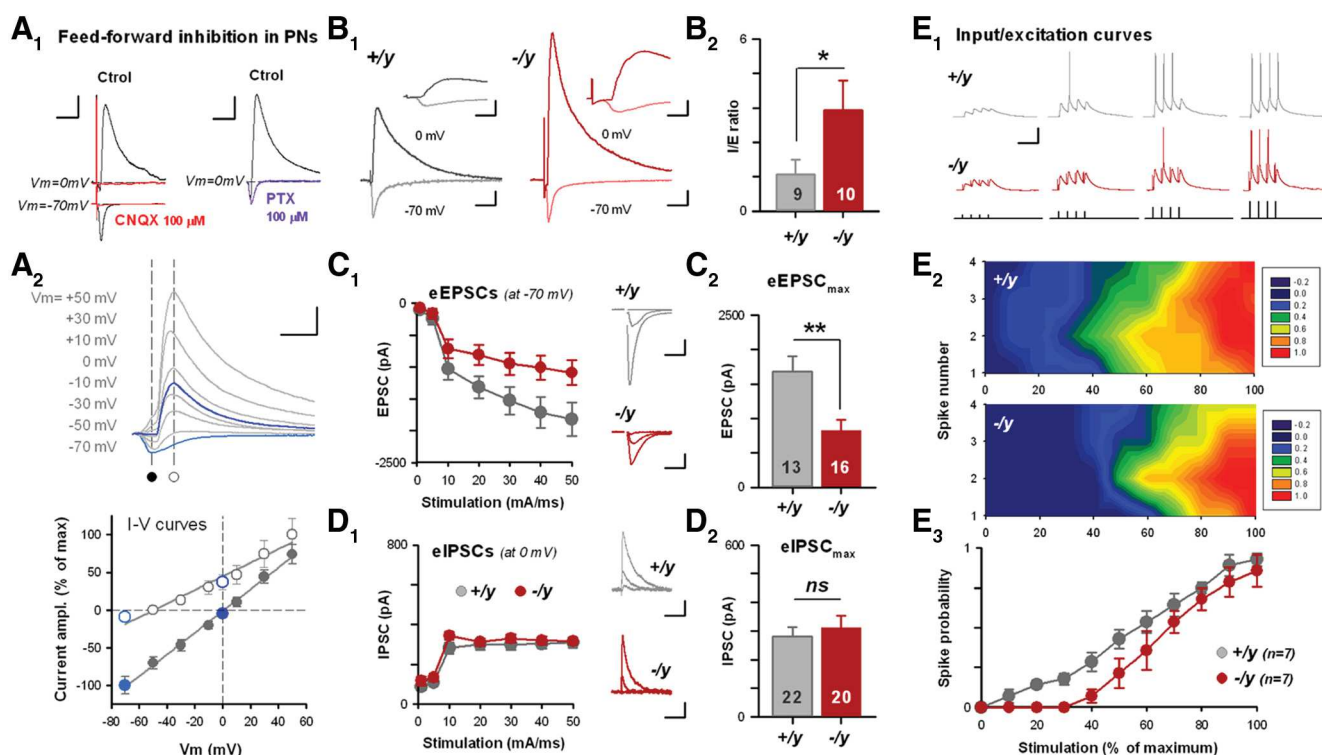 A1 Feed-forward inhibition in PNs
Ctrol
Ctrol
Vm=0mV
Vm=-70mV
CNQX 100 µM
Vm=0mV
PTX
100 µM
B1
+/y
-/y
0 mV
-70 mV
0 mV
-70 mV
B2
6
I/E ratio
0
*
9
10
+/y
-/y
E1 Input/excitation curves
+/y
-/y
A2
Vm= +50 mV
+30 mV
+10 mV
0 mV
-10 mV
-30 mV
-50 mV
-70 mV
I-V curves
Current ampl. (% of max)
100
50
0
-50
-100
-80 -60 -40 -20 0 20 40 60
Vm (mV)
C1
eEPSCs (at -70 mV)
0
EPSC (pA)
-2500
0 10 20 30 40 50
Stimulation (mA/ms)
+/y
-/y
C2
eEPSCmax
2500
EPSC (pA)
0
**
13
16
+/y
-/y
D1
eIPSCs (at 0 mV)
800
IPSC (pA)
0
+/y
-/y
0 10 20 30 40 50
Stimulation (mA/ms)
+/y
-/y
D2
eIPSCmax
600
IPSC (pA)
0
ns
22
20
+/y
-/y
E2
Spike number
+/y
4
3
2
1
0 20 40 60 80 100
-0.2
0.0
0.2
0.4
0.6
0.8
1.0
-/y
4
3
2
1
0 20 40 60 80 100
-0.2
0.0
0.2
0.4
0.6
0.8
1.0
E3
1
Spike probability
0
+/y (n=7)
-/y (n=7)
0 20 40 60 80 100
Stimulation (% of maximum)